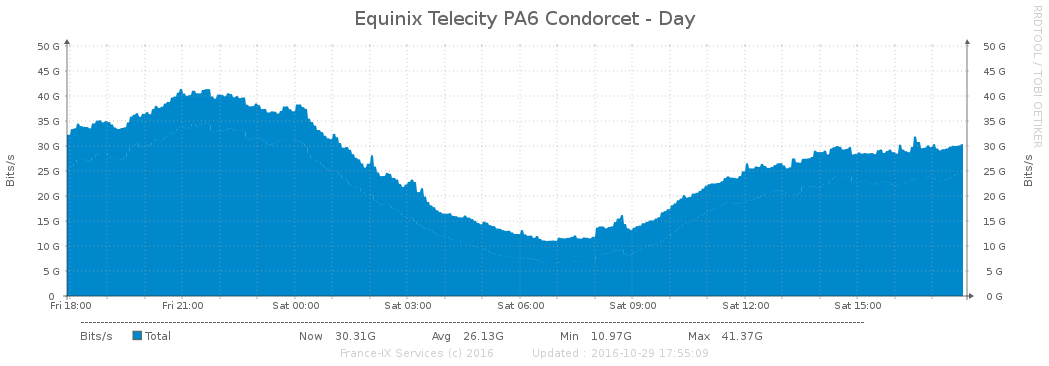 Equinix Telecity PA6 Condorcet - Day
RRDTOOL / TOBI OETIKER
Bits/s
50 G 50 G
45 G 45 G
40 G 40 G
35 G 35 G
30 G 30 G
25 G 25 G
20 G 20 G
15 G 15 G
10 G 10 G
5 G 5 G
0 0 G
Bits/s
Fri 18:00 Fri 21:00 Sat 00:00 Sat 03:00 Sat 06:00 Sat 09:00 Sat 12:00 Sat 15:00
Bits/s Total Now 30.31G Avg 26.13G Min 10.97G Max 41.37G
France-IX Services (c) 2016 Updated : 2016-10-29 17:55:09